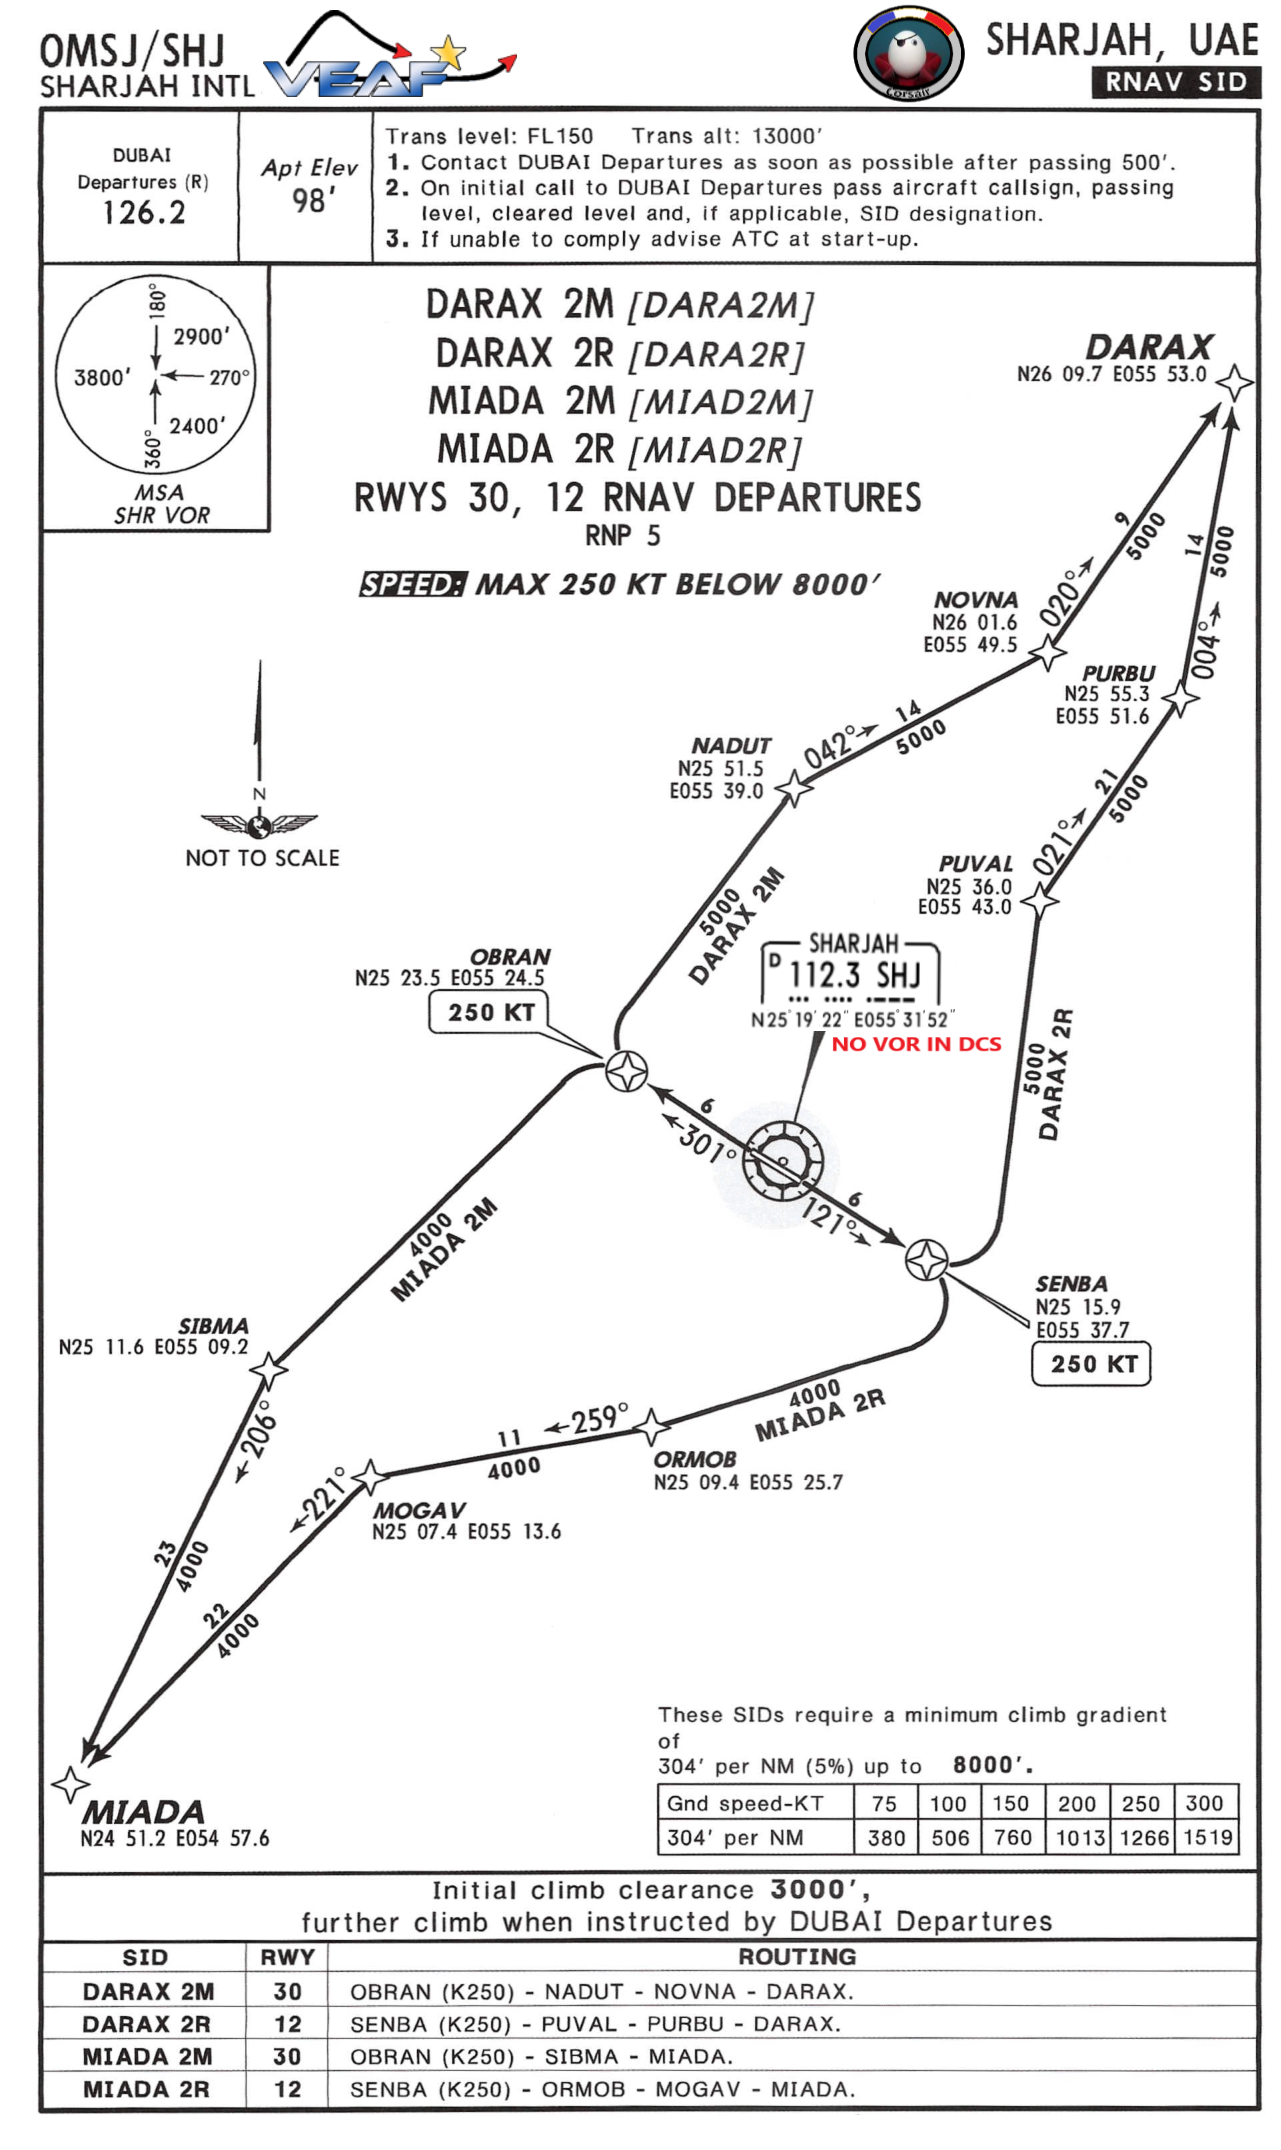 OMSJ/SHJ
SHARJAH INTL
VEAF
Corsair
SHARJAH, UAE
RNAV SID
DUBAI
Departures (R)
126.2
Apt Elev
98'
Trans level: FL150 Trans alt: 13000'
1. Contact DUBAI Departures as soon as possible after passing 500'.
2. On initial call to DUBAI Departures pass aircraft callsign, passing
level, cleared level and, if applicable, SID designation.
3. If unable to comply advise ATC at start-up.
180°
2900'
3800'
270°
2400'
360°
MSA
SHR VOR
DARAX 2M [DARA2M]
DARAX 2R [DARA2R]
MIADA 2M [MIAD2M]
MIADA 2R [MIAD2R]
RWYS 30, 12 RNAV DEPARTURES
RNP 5
SPEED: MAX 250 KT BELOW 8000'
DARAX
N26 09.7 E055 53.0
9
5000
14
5000
020°
004°
NOVNA
N26 01.6
E055 49.5
PURBU
N25 55.3
E055 51.6
14
5000
042°
NADUT
N25 51.5
E055 39.0
N
NOT TO SCALE
21
5000
021°
PUVAL
N25 36.0
E055 43.0
5000
DARAX 2M
SHARJAH
D
112.3 SHJ
N25°19'22" E055°31'52"
NO VOR IN DCS
OBRAN
N25 23.5 E055 24.5
250 KT
5000
DARAX 2R
6
301°
6
121°
4000
MIADA 2M
SENBA
N25 15.9
E055 37.7
250 KT
SIBMA
N25 11.6 E055 09.2
206°
4000
MIADA 2R
259°
11
4000
ORMOB
N25 09.4 E055 25.7
221°
MOGAV
N25 07.4 E055 13.6
23
4000
22
4000
MIADA
N24 51.2 E054 57.6
These SIDs require a minimum climb gradient
of
304' per NM (5%) up to 8000'.
Gnd speed-KT 75 100 150 200 250 300
304' per NM 380 506 760 1013 1266 1519
Initial climb clearance 3000',
further climb when instructed by DUBAI Departures
SID RWY ROUTING
DARAX 2M 30 OBRAN (K250) - NADUT - NOVNA - DARAX.
DARAX 2R 12 SENBA (K250) - PUVAL - PURBU - DARAX.
MIADA 2M 30 OBRAN (K250) - SIBMA - MIADA.
MIADA 2R 12 SENBA (K250) - ORMOB - MOGAV - MIADA.